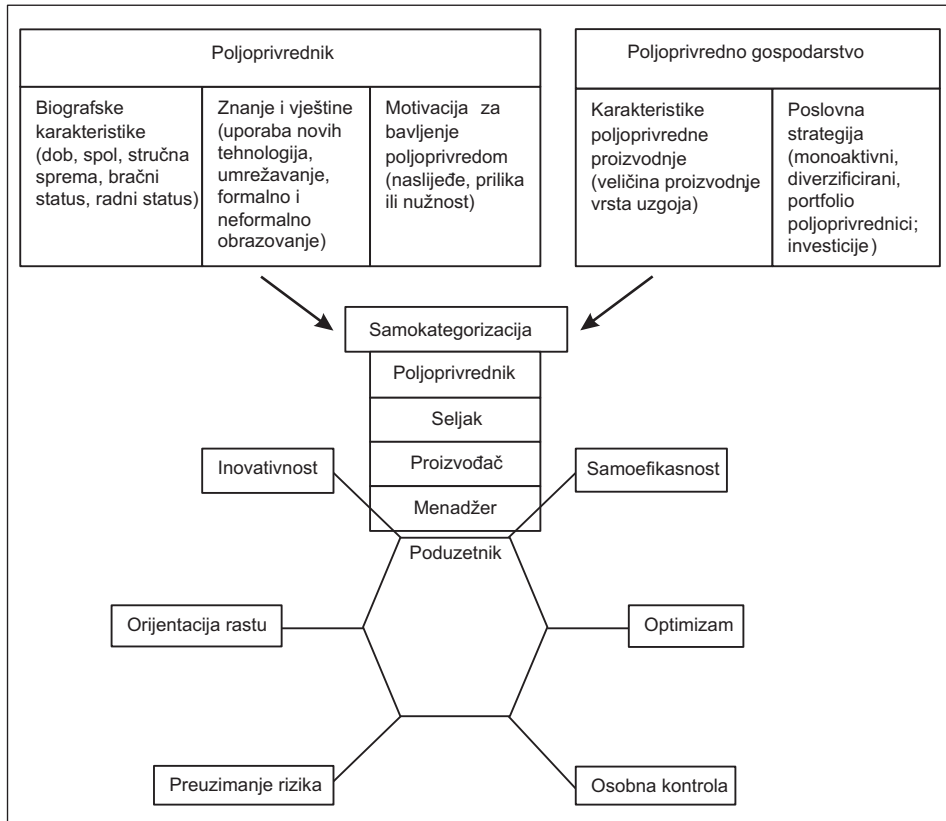 Poljoprivrednik
Biografske
karakteristike
(dob, spol, stručna
sprema, bračni
status, radni status)
Znanje i vještine
(uporaba novih
tehnologija,
umrežavanje,
formalno i
neformalno
obrazovanje)
Motivacija za
bavljenje
poljoprivredom
(naslijeđe, prilika
ili nužnost)
Poljoprivredno gospodarstvo
Karakteristike
poljoprivredne
proizvodnje
(veličina proizvodnje
vrsta uzgoja)
Poslovna
strategija
(monoaktivni,
diverzificirani,
portfolio
poljoprivrednici;
investicije)
Samokategorizacija
Poljoprivrednik
Seljak
Proizvođač
Menadžer
Poduzetnik
Inovativnost
Samoefikasnost
Orijentacija rastu
Optimizam
Preuzimanje rizika
Osobna kontrola